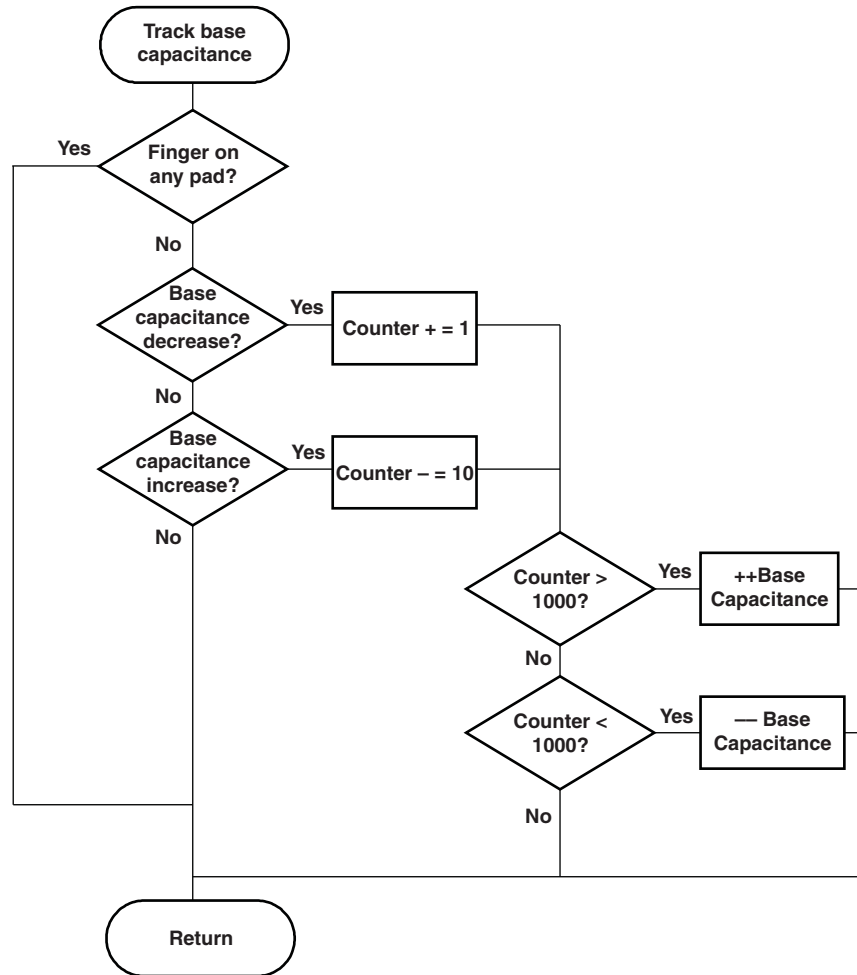 Track base
capacitance
Yes
Finger on
any pad?
No
Base
capacitance
decrease?
Yes
Counter + = 1
No
Base
capacitance
increase?
Yes
Counter – = 10
No
Counter >
1000?
Yes
++Base
Capacitance
No
Counter <
1000?
Yes
–– Base
Capacitance
No
Return